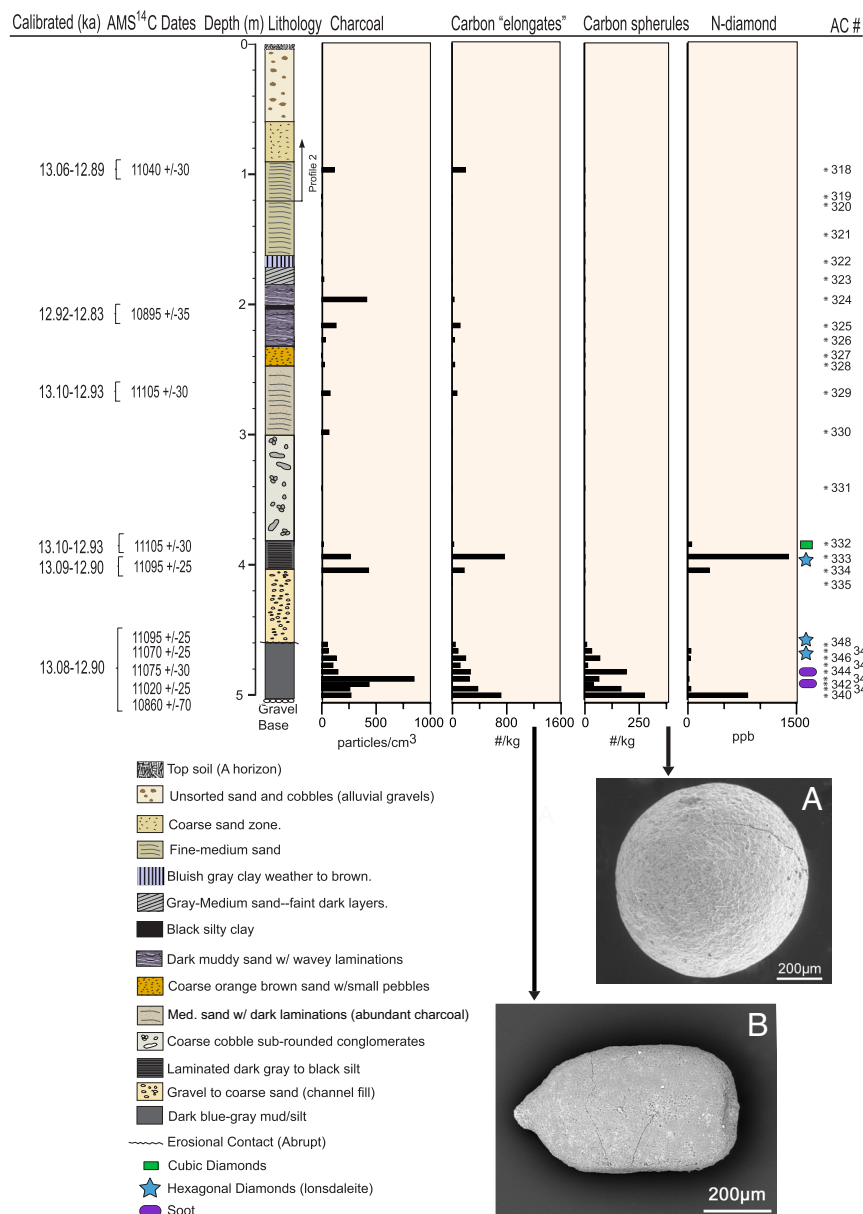 Calibrated (ka) AMS14C Dates Depth (m) Lithology Charcoal Carbon "elongates" Carbon spherules N-diamond AC #
0
13.06-12.89 11040 +/-30 1 * 318
Profile 2
* 319
* 320
* 321
* 322
* 323
2 * 324
12.92-12.83 10895 +/-35
* 325
* 326
* 327
* 328
13.10-12.93 11105 +/-30 * 329
3 * 330
* 331
13.10-12.93 11105 +/-30 * 332
* 333
13.09-12.90 11095 +/-25 4 * 334
* 335
11095 +/-25 * 348
11070 +/-25 * 346 34
13.08-12.90 11075 +/-30 * 344
34
11020 +/-25 * 342 34
10860 +/-70 5 * 340
Gravel
Base
0 500 1000 0 800 1600 0 250 0 1500
particles/cm3 #/kg #/kg ppb
Top soil (A horizon)
Unsorted sand and cobbles (alluvial gravels)
Coarse sand zone.
Fine-medium sand
Bluish gray clay weather to brown.
Gray-Medium sand--faint dark layers.
Black silty clay
Dark muddy sand w/ wavey laminations
Coarse orange brown sand w/small pebbles
Med. sand w/ dark laminations (abundant charcoal)
Coarse cobble sub-rounded conglomerates
Laminated dark gray to black silt
Gravel to coarse sand (channel fill)
Dark blue-gray mud/silt
Erosional Contact (Abrupt)
Cubic Diamonds
Hexagonal Diamonds (lonsdaleite)
Soot
A
200µm
B
200µm